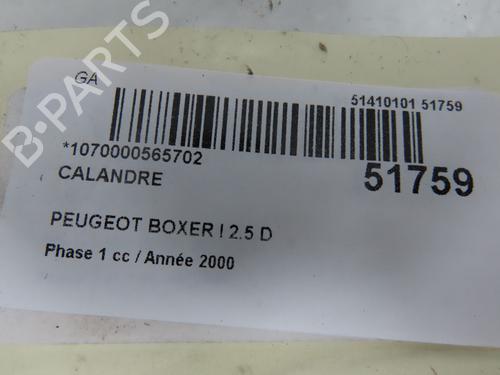 GA
51410101 51759
*1070000565702
51759
CALANDRE
PEUGEOT BOXER I 2.5 D
Phase 1 cc / Année 2000
B-PARTS